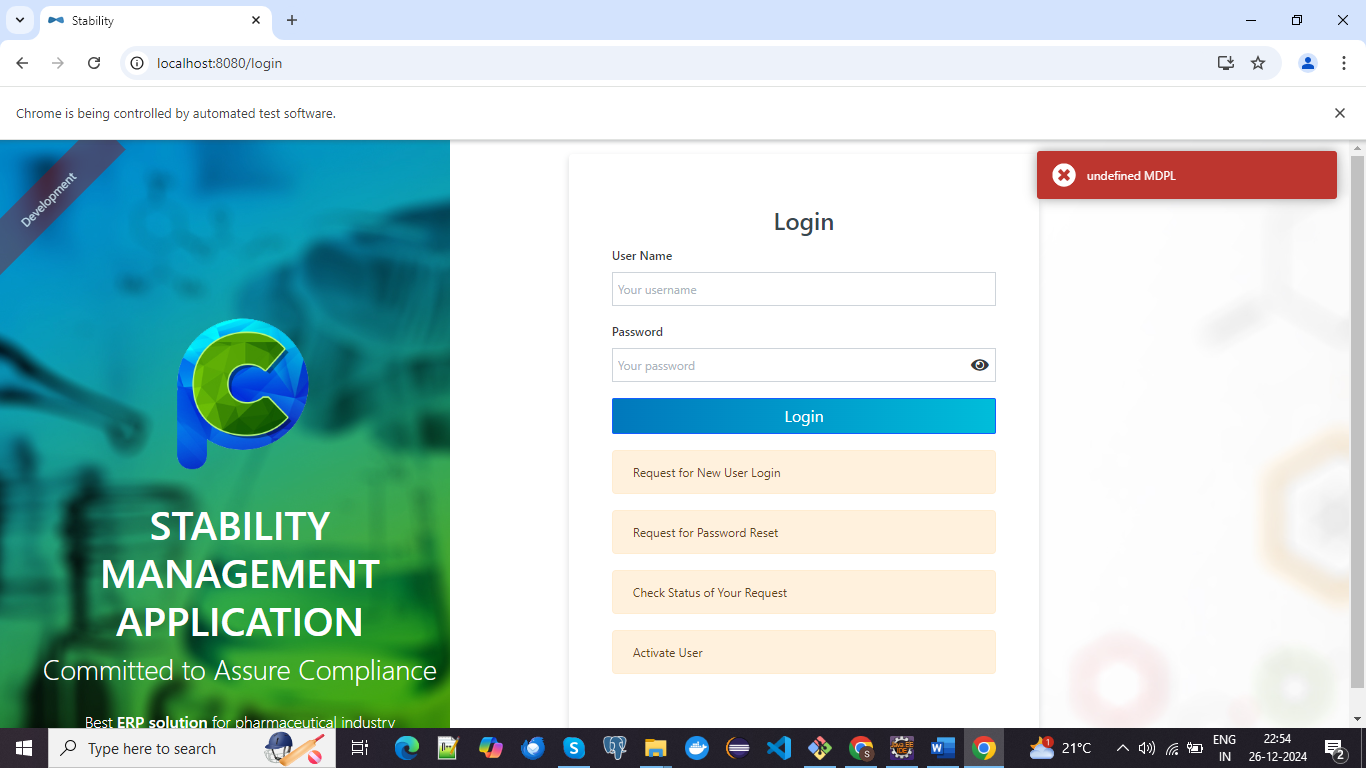 Stability
localhost:8080/login
Chrome is being controlled by automated test software.
Development
undefined MDPL
Login
User Name
Your username
Password
Your password
Login
Request for New User Login
Request for Password Reset
Check Status of Your Request
Activate User
STABILITY
MANAGEMENT
APPLICATION
Committed to Assure Compliance
Best ERP solution for pharmaceutical industry
Type here to search
1
21°C
ENG
IN
22:54
26-12-2024
2